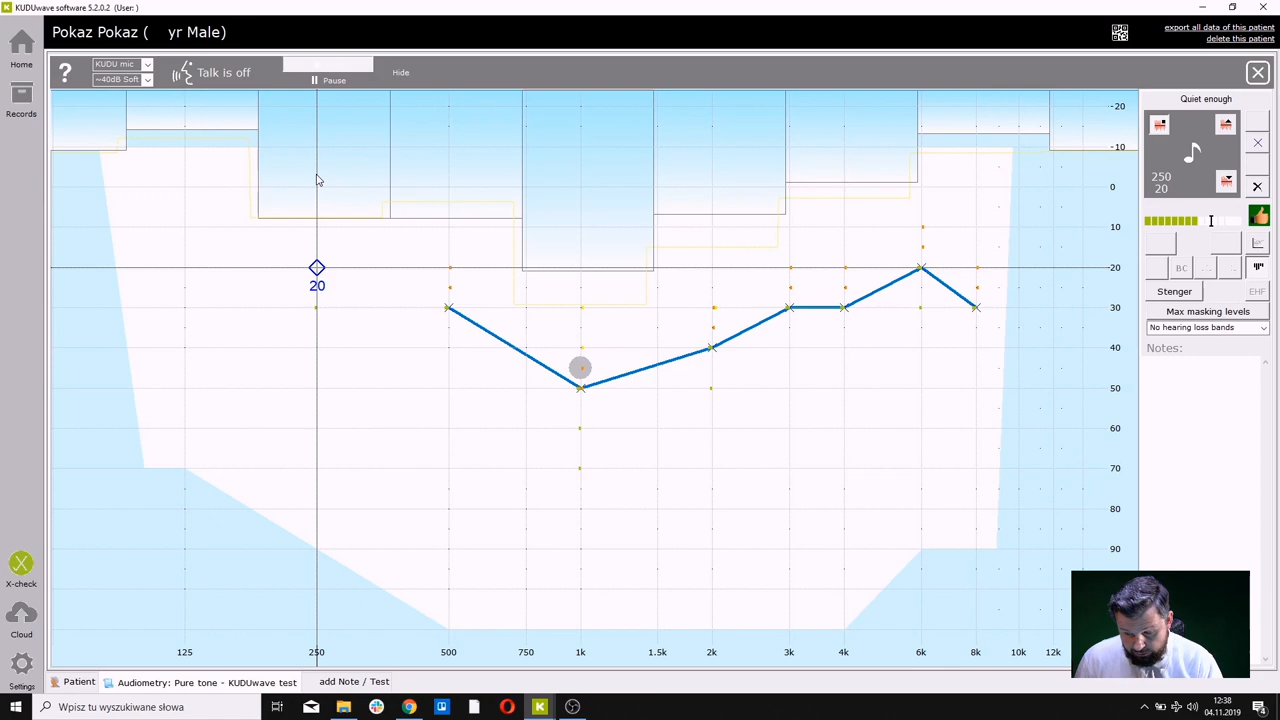 KUDUwave software 5.2.0.2 (User: )
Pokaz Pokaz ( yr Male)
export all data of this patient
delete this patient
Home
Records
X-check
Cloud
Settings
?
KUDU mic
~40dB Soft
Talk is off
Pause
Hide
Quiet enough
250
20
BC
Stenger
EHF
Max masking levels
No hearing loss bands
Notes:
-20
-10
0
10
20
30
40
50
60
70
80
90
20
125
250
500
750
1k
1.5k
2k
3k
4k
6k
8k
10k
12k
Patient
Audiometry: Pure tone - KUDUwave test
add Note / Test
Wpisz tu wyszukiwane słowo
12:38
04.11.2019
4